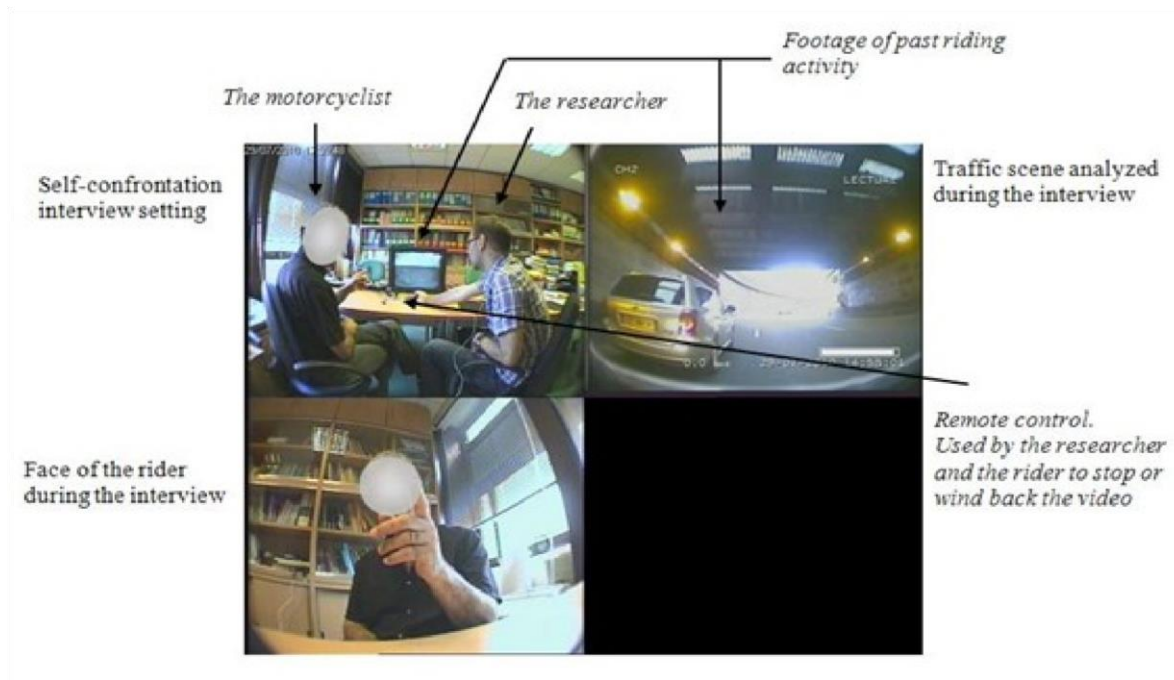 Footage of past riding
activity
The motorcyclist
The researcher
Self-confrontation
interview setting
CH2
LECTURE
Traffic scene analyzed
during the interview
Face of the rider
during the interview
Remote control.
Used by the researcher
and the rider to stop or
wind back the video